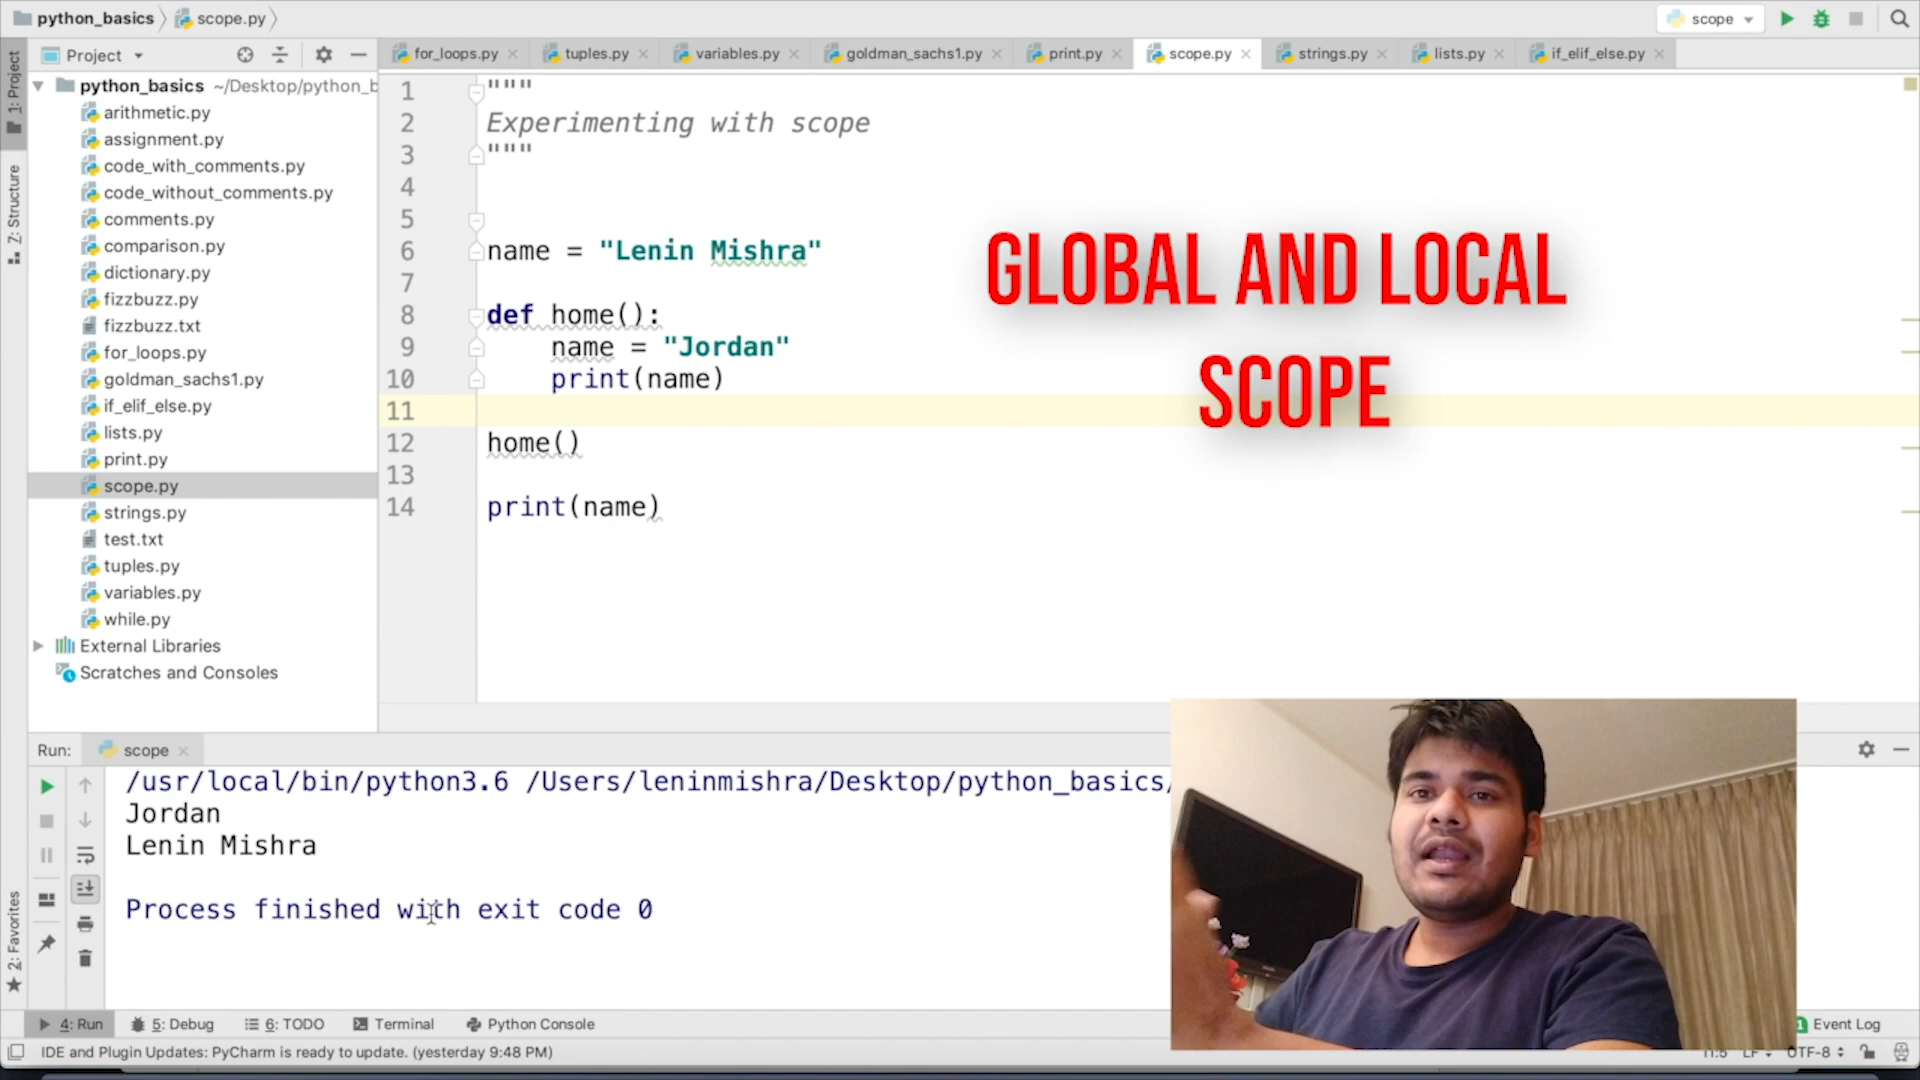 python_basics scope.py scope
1: Project
Project
for_loops.py tuples.py variables.py goldman_sachs1.py print.py scope.py strings.py lists.py if_elif_else.py
python_basics ~/Desktop/python_b
arithmetic.py
assignment.py
code_with_comments.py
code_without_comments.py
comments.py
comparison.py
dictionary.py
fizzbuzz.py
fizzbuzz.txt
for_loops.py
goldman_sachs1.py
if_elif_else.py
lists.py
print.py
scope.py
strings.py
test.txt
tuples.py
variables.py
while.py
External Libraries
Scratches and Consoles
Z: Structure
1 """
2 Experimenting with scope
3 """
4
5
6 name = "Lenin Mishra"
7
8 def home():
9 name = "Jordan"
10 print(name)
11
12 home()
13
14 print(name)
GLOBAL AND LOCAL
SCOPE
Run: scope
/usr/local/bin/python3.6 /Users/leninmishra/Desktop/python_basics/
Jordan
Lenin Mishra
Process finished with exit code 0
2: Favorites
4: Run 5: Debug 6: TODO Terminal Python Console 1 Event Log
IDE and Plugin Updates: PyCharm is ready to update. (yesterday 9:48 PM) 11:5 LF UTF-8